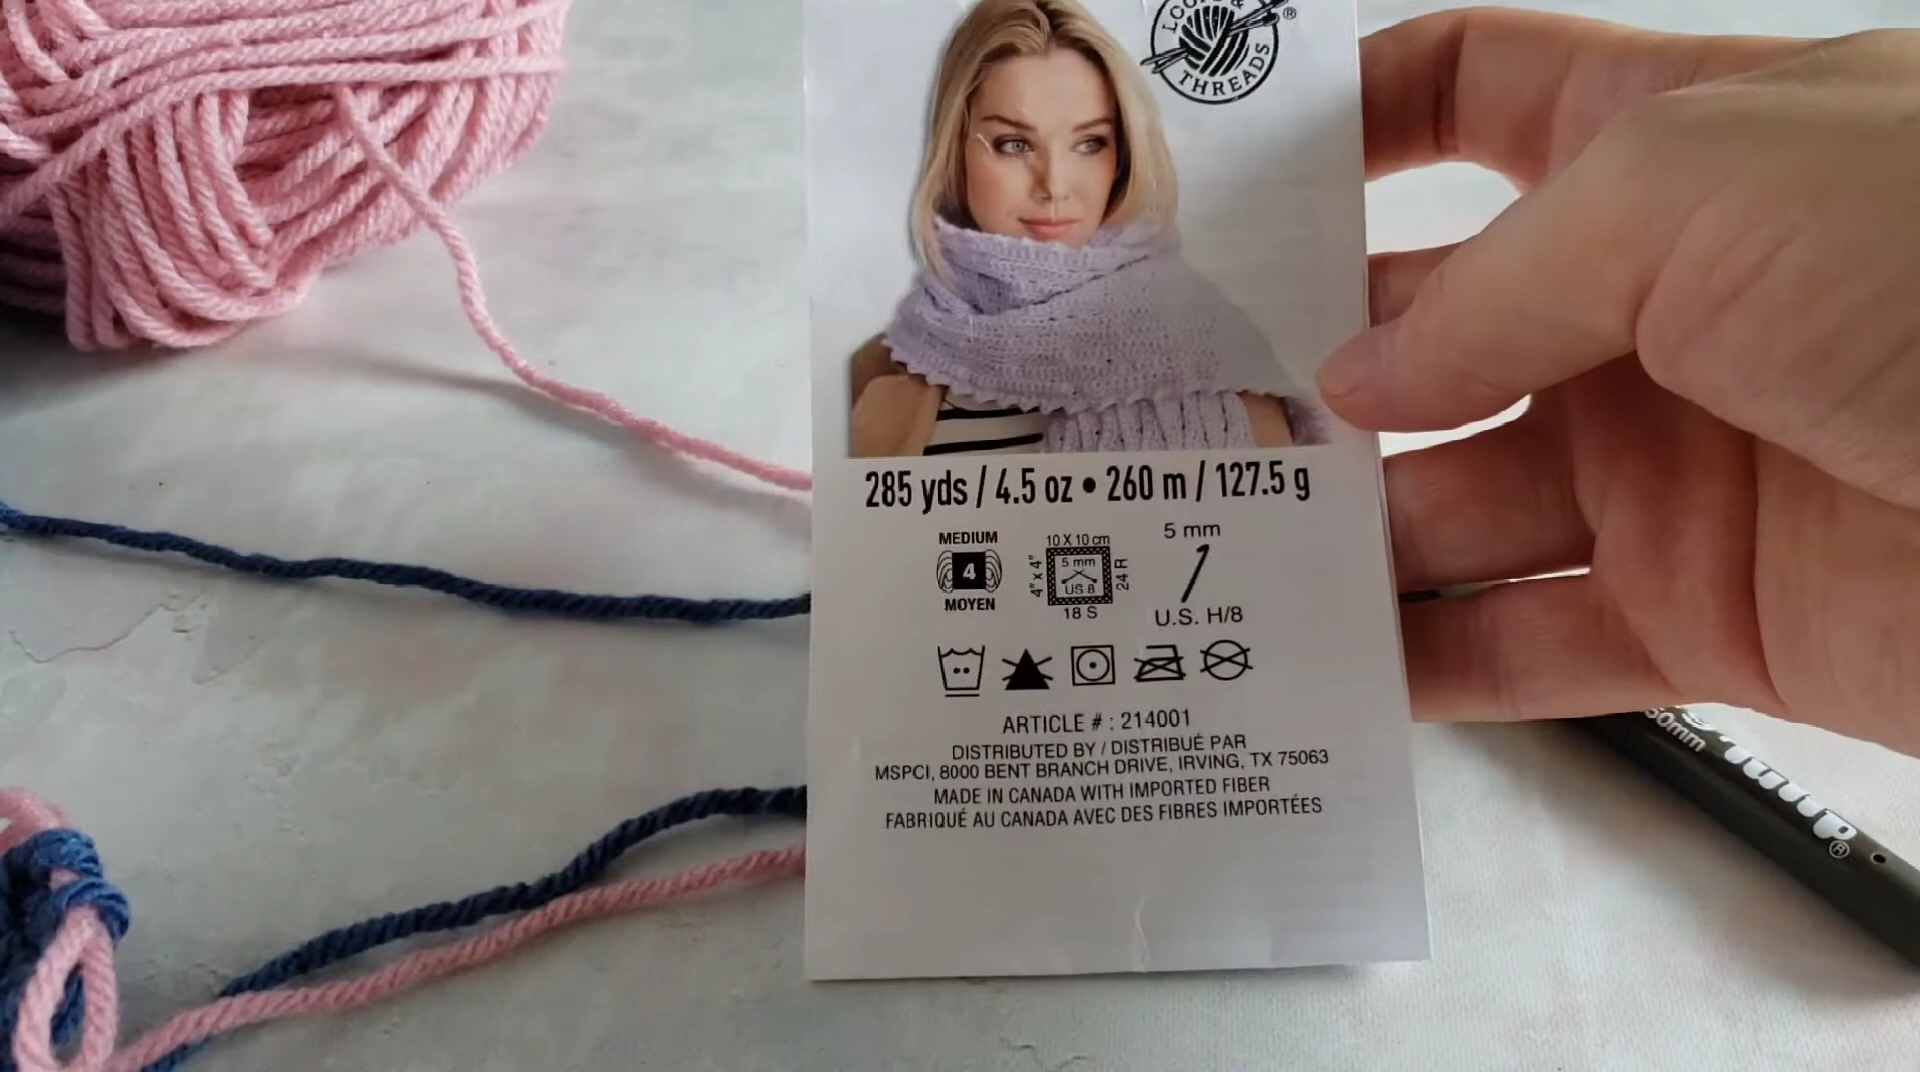 LOOPS &
THREADS
®
285 yds / 4.5 oz • 260 m / 127.5 g
MEDIUM
4
MOYEN
10 X 10 cm
4" x 4"
5 mm
US 8
24 R
18 S
5 mm
U.S. H/8
ARTICLE # : 214001
DISTRIBUTED BY / DISTRIBUÉ PAR
MSPCI, 8000 BENT BRANCH DRIVE, IRVING, TX 75063
MADE IN CANADA WITH IMPORTED FIBER
FABRIQUÉ AU CANADA AVEC DES FIBRES IMPORTÉES
Tulip®